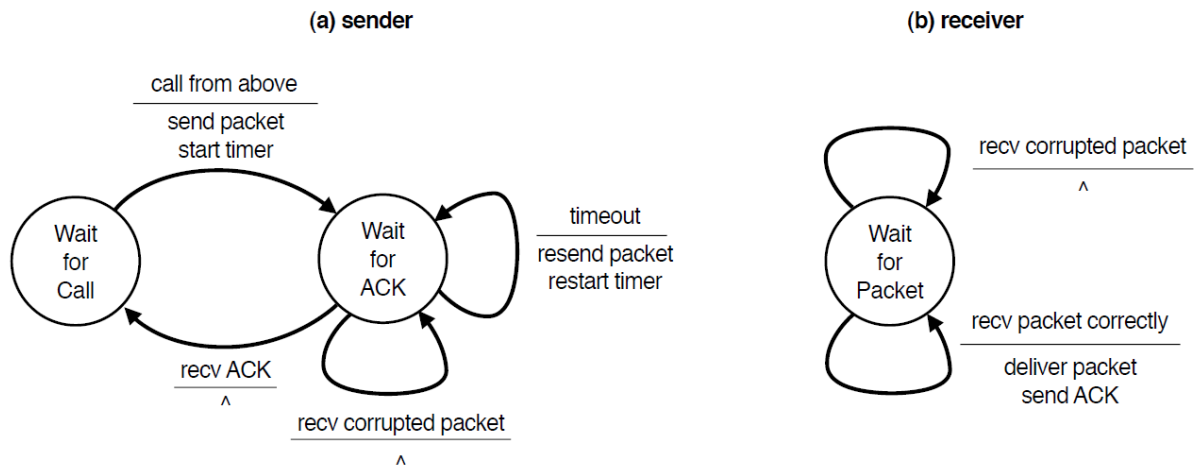 (a) sender
call from above
send packet
start timer
Wait
for
Call
Wait
for
ACK
timeout
resend packet
restart timer
recv ACK
^
recv corrupted packet
^
(b) receiver
recv corrupted packet
^
Wait
for
Packet
recv packet correctly
deliver packet
send ACK